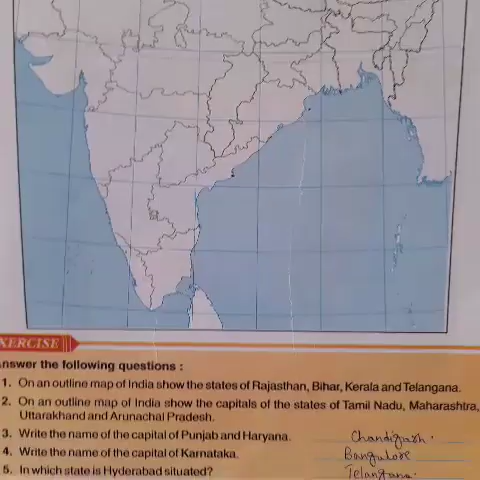 EXERCISE
Answer the following questions :
1. On an outline map of India show the states of Rajasthan, Bihar, Kerala and Telangana.
2. On an outline map of India show the capitals of the states of Tamil Nadu, Maharashtra,
Uttarakhand and Arunachal Pradesh.
3. Write the name of the capital of Punjab and Haryana. Chandigarh.
4. Write the name of the capital of Karnataka. Bangulore
5. In which state is Hyderabad situated? Telangana.